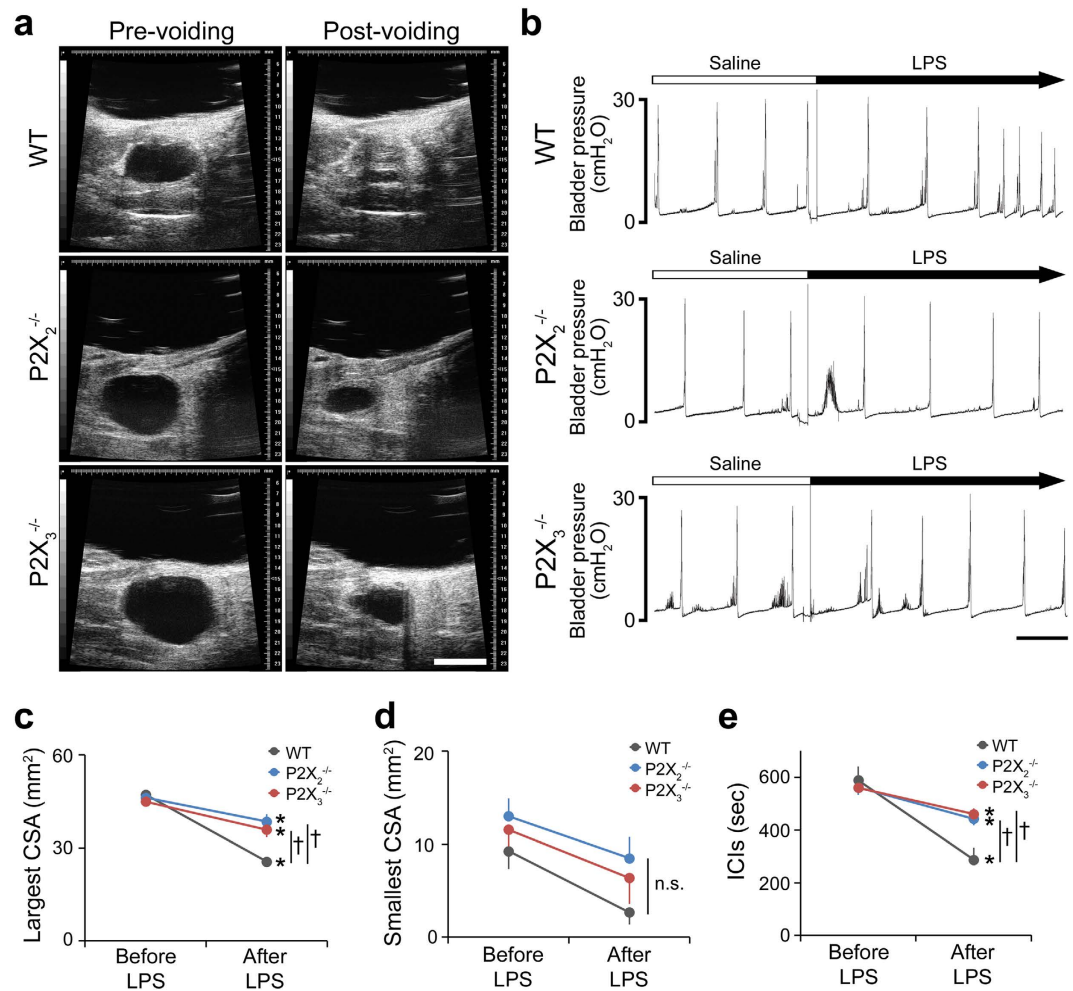 a
Pre-voiding Post-voiding
WT
P2X2-/-
P2X3-/-
b
Saline LPS
WT
Bladder pressure
(cmH2O)
30
0
Saline LPS
P2X2-/-
Bladder pressure
(cmH2O)
30
0
Saline LPS
P2X3-/-
Bladder pressure
(cmH2O)
30
0
c
Largest CSA (mm2)
60
30
0
WT
P2X2-/-
P2X3-/-
*
*
*
† †
Before
LPS
After
LPS
d
Smallest CSA (mm2)
20
10
0
WT
P2X2-/-
P2X3-/-
n.s.
Before
LPS
After
LPS
e
ICIs (sec)
600
400
200
0
WT
P2X2-/-
P2X3-/-
*
*
*
† †
Before
LPS
After
LPS